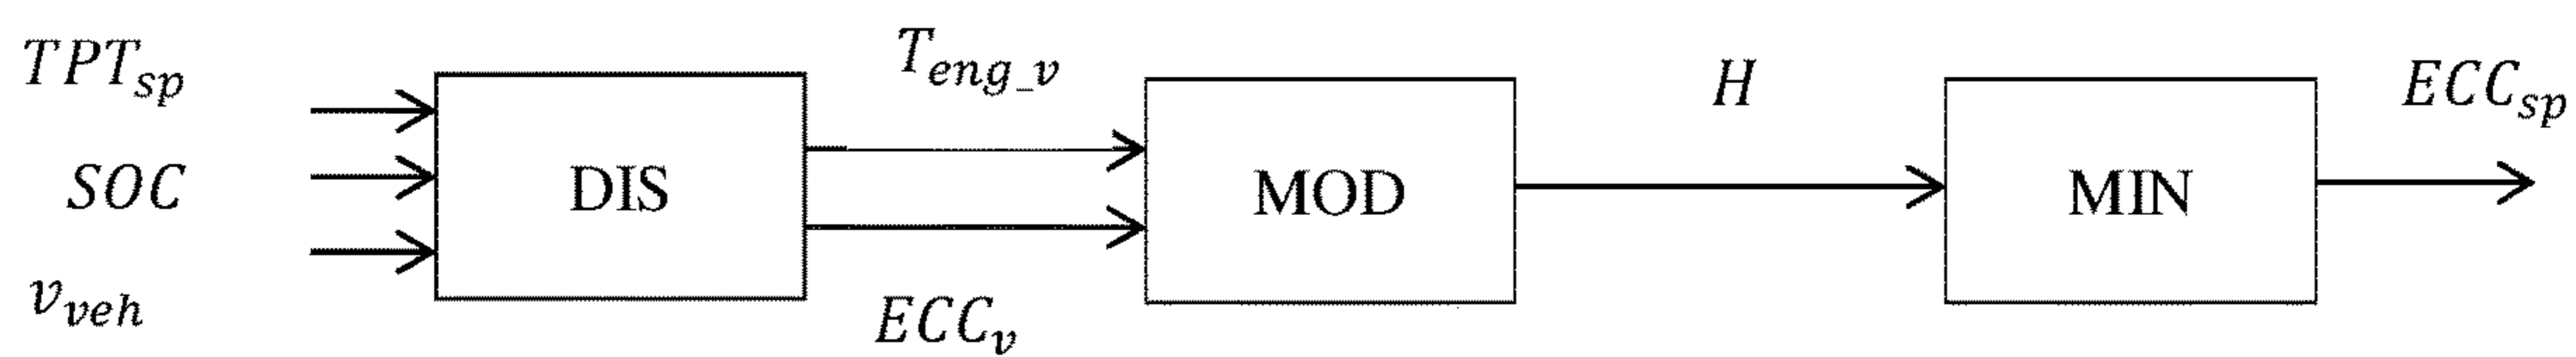 TPT_sp
SOC
v_veh
DIS
T_eng_v
ECC_v
MOD
H
MIN
ECC_sp